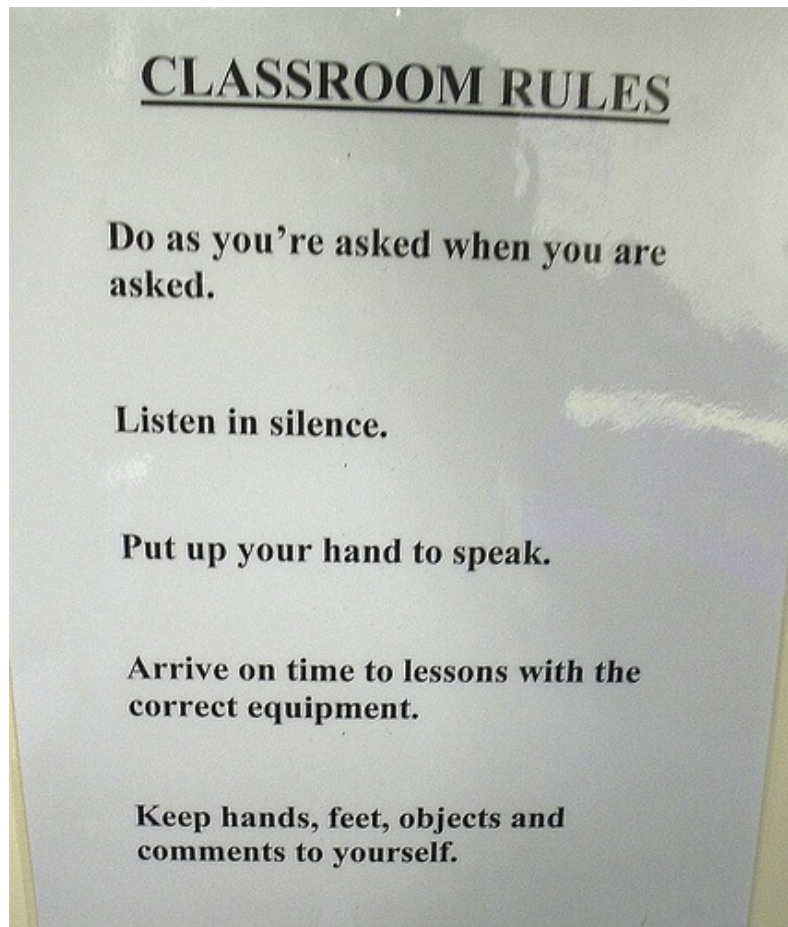 CLASSROOM RULES
Do as you’re asked when you are
asked.
Listen in silence.
Put up your hand to speak.
Arrive on time to lessons with the
correct equipment.
Keep hands, feet, objects and
comments to yourself.